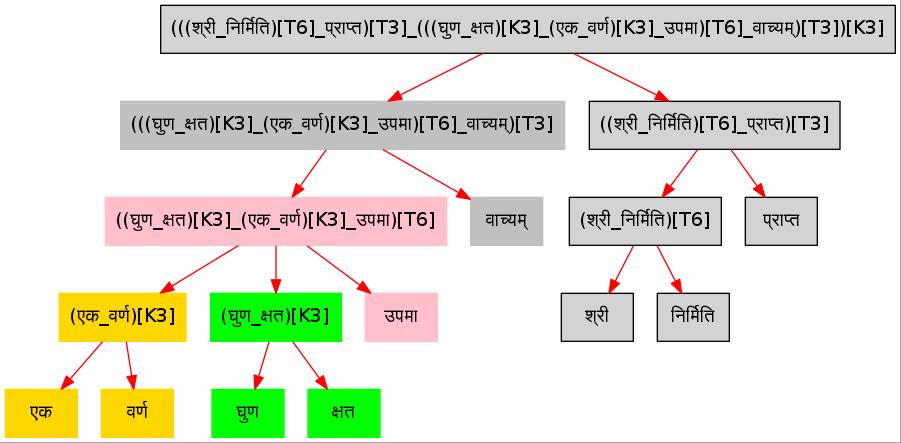 (((श्री_निर्मिति)[T6]_प्राप्त)[T3]_(((घुण_क्षत)[K3]_(एक_वर्ण)[K3]_उपमा)[T6]_वाच्यम्)[T3])[K3]
(((घुण_क्षत)[K3]_(एक_वर्ण)[K3]_उपमा)[T6]_वाच्यम्)[T3]
((श्री_निर्मिति)[T6]_प्राप्त)[T3]
((घुण_क्षत)[K3]_(एक_वर्ण)[K3]_उपमा)[T6]
वाच्यम्
(श्री_निर्मिति)[T6]
प्राप्त
(एक_वर्ण)[K3]
(घुण_क्षत)[K3]
उपमा
श्री
निर्मिति
एक
वर्ण
घुण
क्षत